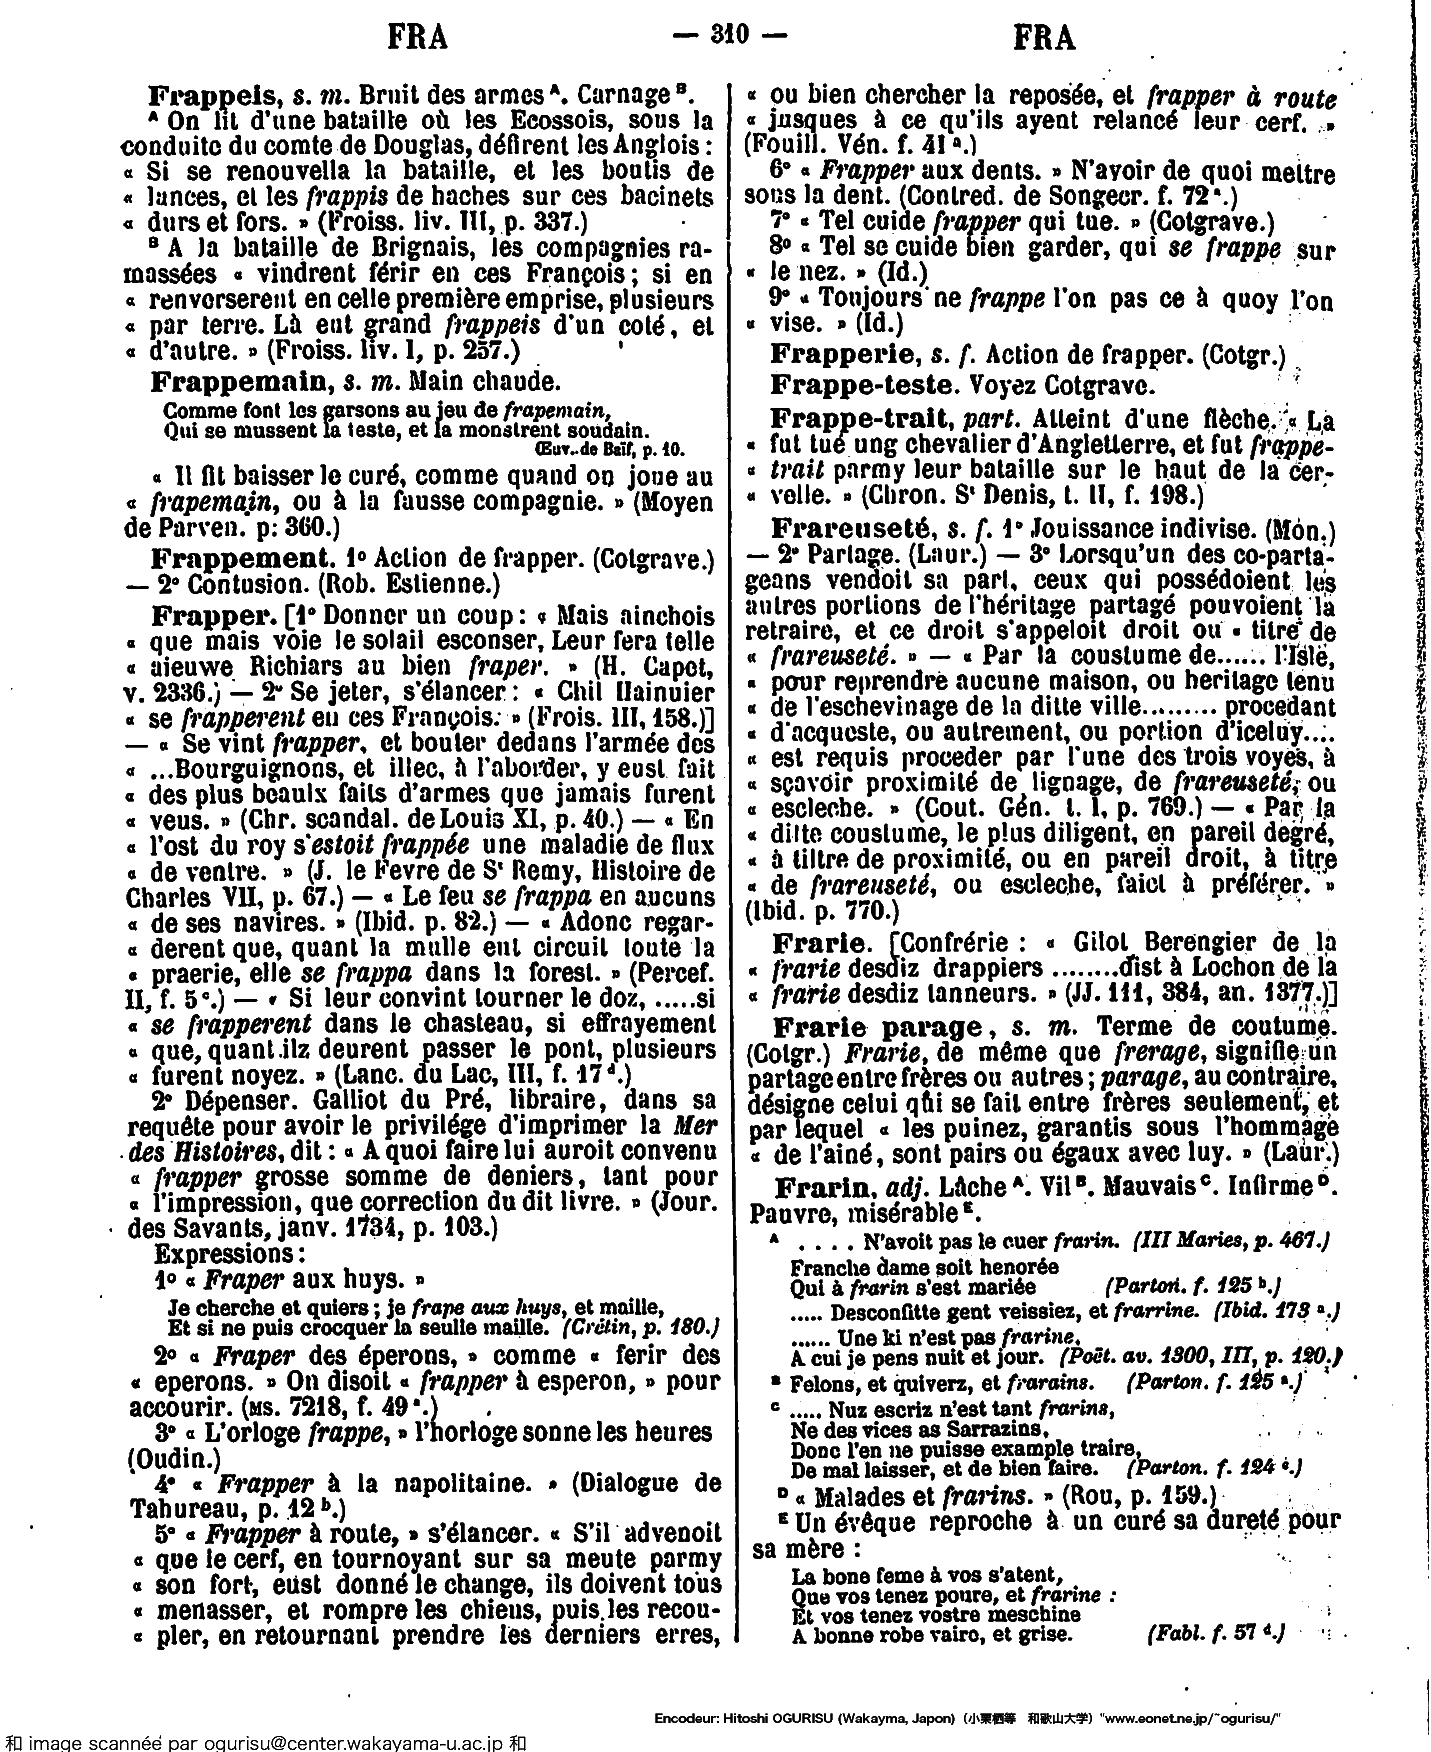 FRA
— 310 —
FRA
Frappeis, s. m. Bruit des armes A. Carnage B.
A On lit d'une bataille où les Ecossois, sous la
conduite du comte de Douglas, défirent les Anglois :
« Si se renouvella la bataille, et les boutis de
« lances, et les frappis de haches sur ces bacinets
« durs et fors. » (Froiss. liv. III, p. 337.)
B A la bataille de Brignais, les compagnies ra-
massées « vindrent férir en ces François ; si en
« renverserent en celle première emprise, plusieurs
« par terre. Là eut grand frappeis d'un coté, et
« d'autre. » (Froiss. liv. I, p. 257.)
Frappemain, s. m. Main chaude.
Comme font les garsons au jeu de frapemain,
Qui se mussent la teste, et la monstrent soudain.
Œuv. de Baïf, p. 10.
« Il fit baisser le curé, comme quand on joue au
« frapemain, ou à la fausse compagnie. » (Moyen
de Parven. p: 360.)
Frappement. 1º Action de frapper. (Cotgrave.)
— 2º Contusion. (Rob. Estienne.)
Frapper. [1º Donner un coup : « Mais ainchois
« que mais voie le solail esconser, Leur fera telle
« aieuwe Richiars au bien fraper. » (H. Capet,
v. 2336.) — 2º Se jeter, s'élancer : « Chil Hainuier
« se frapperent en ces François. » (Frois. III, 158.)]
— « Se vint frapper, et bouter dedans l'armée des
« ...Bourguignons, et illec, à l'aborder, y eust fait
« des plus beaulx faits d'armes que jamais furent
« veus. » (Chr. scandal. de Louis XI, p. 40.) — « En
« l'ost du roy s'estoit frappée une maladie de flux
« de ventre. » (J. le Fevre de St Remy, Histoire de
Charles VII, p. 67.) — « Le feu se frappa en aucuns
« de ses navires. » (Ibid. p. 82.) — « Adonc regar-
« derent que, quant la mulle eut circuit toute la
« praerie, elle se frappa dans la forest. » (Percef.
II, f. 5 c.) — « Si leur convint tourner le doz, .....si
« se frapperent dans le chasteau, si effrayement
« que, quant ilz deurent passer le pont, plusieurs
« furent noyez. » (Lanc. du Lac, III, f. 17 d.)
2º Dépenser. Galliot du Pré, libraire, dans sa
requête pour avoir le privilége d'imprimer la Mer
des Histoires, dit : « A quoi faire lui auroit convenu
« frapper grosse somme de deniers, tant pour
« l'impression, que correction du dit livre. » (Jour.
des Savants, janv. 1734, p. 103.)
Expressions :
1º « Fraper aux huys. »
Je cherche et quiers ; je frape aux huys, et maille,
Et si ne puis crocquer la seulle maille. (Crétin, p. 180.)
2º « Fraper des éperons, » comme « ferir des
« eperons. » On disoit « frapper à esperon, » pour
accourir. (MS. 7218, f. 49 a.)
3º « L'orloge frappe, » l'horloge sonne les heures
(Oudin.)
4º « Frapper à la napolitaine. » (Dialogue de
Tahureau, p. 12 b.)
5º « Frapper à route, » s'élancer. « S'il advenoit
« que le cerf, en tournoyant sur sa meute parmy
« son fort, eust donné le change, ils doivent tous
« menasser, et rompre les chiens, puis les recou-
« pler, en retournant prendre les derniers erres,
« ou bien chercher la reposée, et frapper à route
« jusques à ce qu'ils ayent relancé leur cerf. »
(Fouill. Vén. f. 41 a.)
6º « Frapper aux dents. » N'avoir de quoi mettre
sous la dent. (Contred. de Songecr. f. 72 a.)
7º « Tel cuide frapper qui tue. » (Cotgrave.)
8º « Tel se cuide bien garder, qui se frappe sur
« le nez. » (Id.)
9º « Toujours ne frappe l'on pas ce à quoy l'on
« vise. » (Id.)
Frapperie, s. f. Action de frapper. (Cotgr.)
Frappe-teste. Voyez Cotgrave.
Frappe-trait, part. Atteint d'une flèche. « La
« fut tué ung chevalier d'Angletterre, et fut frappe-
« trait parmy leur bataille sur le haut de la cer-
« velle. » (Chron. St Denis, t. II, f. 198.)
Frareuseté, s. f. 1º Jouissance indivise. (Mon.)
— 2º Partage. (Laur.) — 3º Lorsqu'un des co-parta-
geans vendoit sa part, ceux qui possédoient les
autres portions de l'héritage partagé pouvoient la
retraire, et ce droit s'appeloit droit ou « titre de
« frareuseté. » — « Par la coustume de...... l'Isle,
« pour reprendre aucune maison, ou heritage tenu
« de l'eschevinage de la ditte ville......... procedant
« d'acqueste, ou autrement, ou portion d'iceluy....
« est requis proceder par l'une des trois voyes, à
« sçavoir proximité de lignage, de frareuseté, ou
« escleche. » (Cout. Gén. t. I, p. 769.) — « Par la
« ditte coustume, le plus diligent, en pareil degré,
« à tiltre de proximité, ou en pareil droit, à titre
« de frareuseté, ou escleche, faict à préférer. »
(Ibid. p. 770.)
Frarie. [Confrérie : « Gilot Berengier de la
« frarie desdiz drappiers ........dist à Lochon de la
« frarie desdiz tanneurs. » (JJ. 111, 384, an. 1377.)]
Frarie parage, s. m. Terme de coutume.
(Cotgr.) Frarie, de même que frerage, signifie un
partage entre frères ou autres ; parage, au contraire,
désigne celui qui se fait entre frères seulement, et
par lequel « les puinez, garantis sous l'hommage
« de l'ainé, sont pairs ou égaux avec luy. » (Laur.)
Frarin, adj. Lâche A. Vil B. Mauvais C. Infirme D.
Pauvre, misérable E.
A . . . . N'avoit pas le cuer frarin. (III Maries, p. 467.)
Franche dame soit henorée
Qui à frarin s'est mariée (Parton. f. 125 b.)
..... Desconfitte gent veissiez, et frarrine. (Ibid. 173 a.)
...... Une ki n'est pas frarine,
A cui je pens nuit et jour. (Poët. av. 1300, III, p. 120.)
B Felons, et quiverz, et frarains. (Parton. f. 125 a.)
C ..... Nuz escriz n'est tant frarins,
Ne des vices as Sarrazins,
Donc l'en ne puisse example traire,
De mal laisser, et de bien faire. (Parton. f. 124 c.)
D « Malades et frarins. » (Rou, p. 159.)
E Un évêque reproche à un curé sa dureté pour
sa mère :
La bone feme à vos s'atent,
Que vos tenez poure, et frarine :
Et vos tenez vostre meschine
A bonne robe vairo, et grise. (Fabl. f. 57 d.)
Encodeur: Hitoshi OGURISU (Wakayma, Japon) (小栗栖等 和歌山大学) "www.eonet.ne.jp/~ogurisu/"
和 image scannée par ogurisu@center.wakayama-u.ac.jp 和